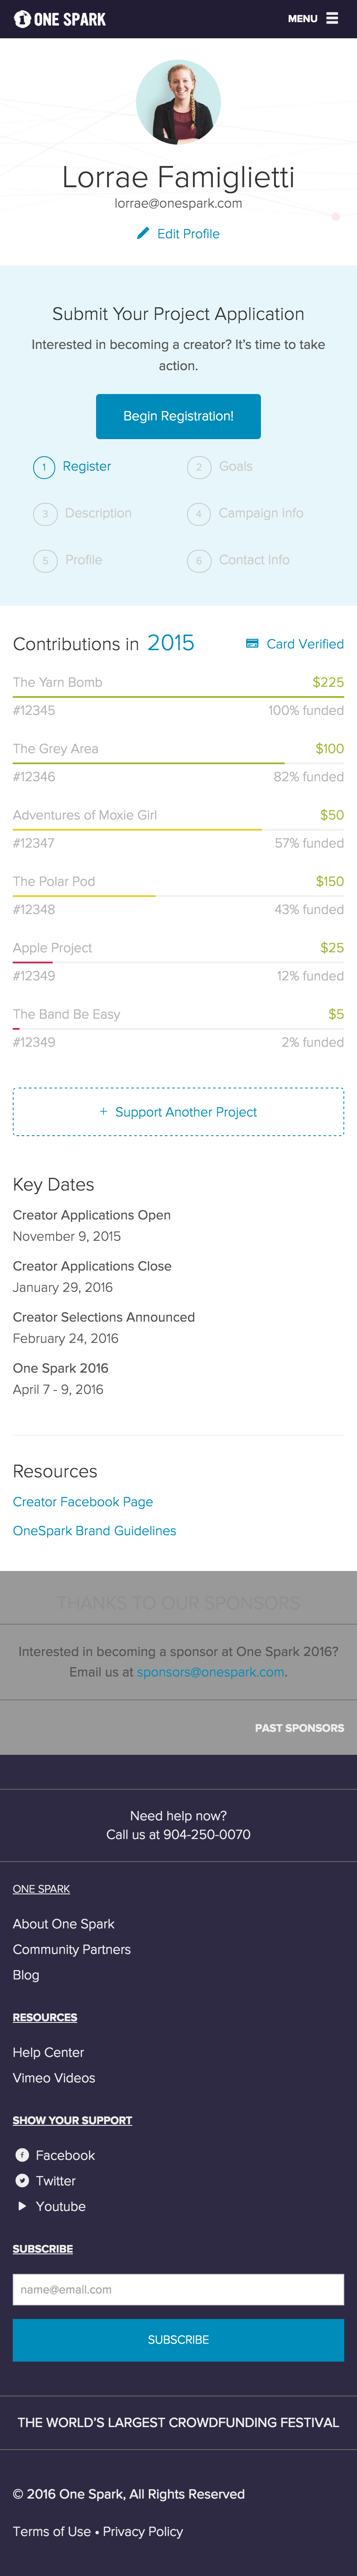 ONE SPARK
MENU
Lorrae Famiglietti
lorrae@onespark.com
Edit Profile
Submit Your Project Application
Interested in becoming a creator? It's time to take
action.
Begin Registration!
1 Register
2 Goals
3 Description
4 Campaign Info
5 Profile
6 Contact Info
Contributions in 2015
Card Verified
The Yarn Bomb $225
#12345 100% funded
The Grey Area $100
#12346 82% funded
Adventures of Moxie Girl $50
#12347 57% funded
The Polar Pod $150
#12348 43% funded
Apple Project $25
#12349 12% funded
The Band Be Easy $5
#12349 2% funded
+ Support Another Project
Key Dates
Creator Applications Open
November 9, 2015
Creator Applications Close
January 29, 2016
Creator Selections Announced
February 24, 2016
One Spark 2016
April 7 - 9, 2016
Resources
Creator Facebook Page
OneSpark Brand Guidelines
THANKS TO OUR SPONSORS
Interested in becoming a sponsor at One Spark 2016?
Email us at sponsors@onespark.com.
PAST SPONSORS
Need help now?
Call us at 904-250-0070
ONE SPARK
About One Spark
Community Partners
Blog
RESOURCES
Help Center
Vimeo Videos
SHOW YOUR SUPPORT
Facebook
Twitter
Youtube
SUBSCRIBE
name@email.com
SUBSCRIBE
THE WORLD'S LARGEST CROWDFUNDING FESTIVAL
© 2016 One Spark, All Rights Reserved
Terms of Use • Privacy Policy